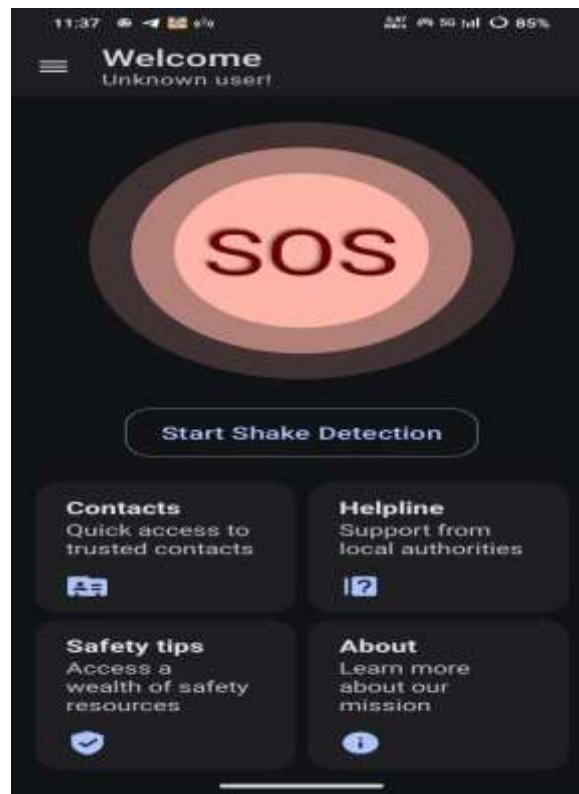 11:37
5G 85%
Welcome
Unknown user!
SOS
Start Shake Detection
Contacts
Quick access to
trusted contacts
Helpline
Support from
local authorities
Safety tips
Access a
wealth of safety
resources
About
Learn more
about our
mission